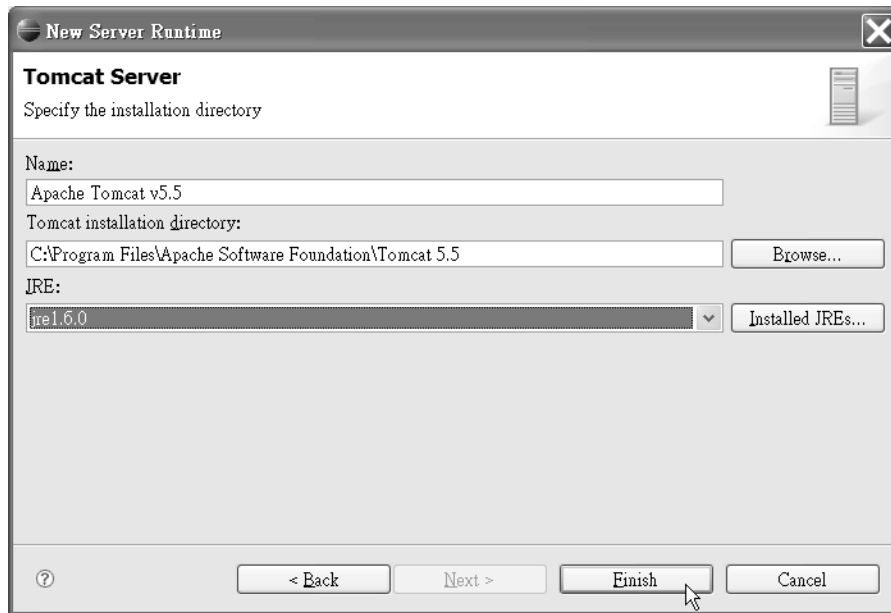 New Server Runtime
Tomcat Server
Specify the installation directory
Name:
Apache Tomcat v5.5
Tomcat installation directory:
C:\Program Files\Apache Software Foundation\Tomcat 5.5
Browse...
JRE:
jre1.6.0
Installed JREs...
?
< Back
Next >
Finish
Cancel